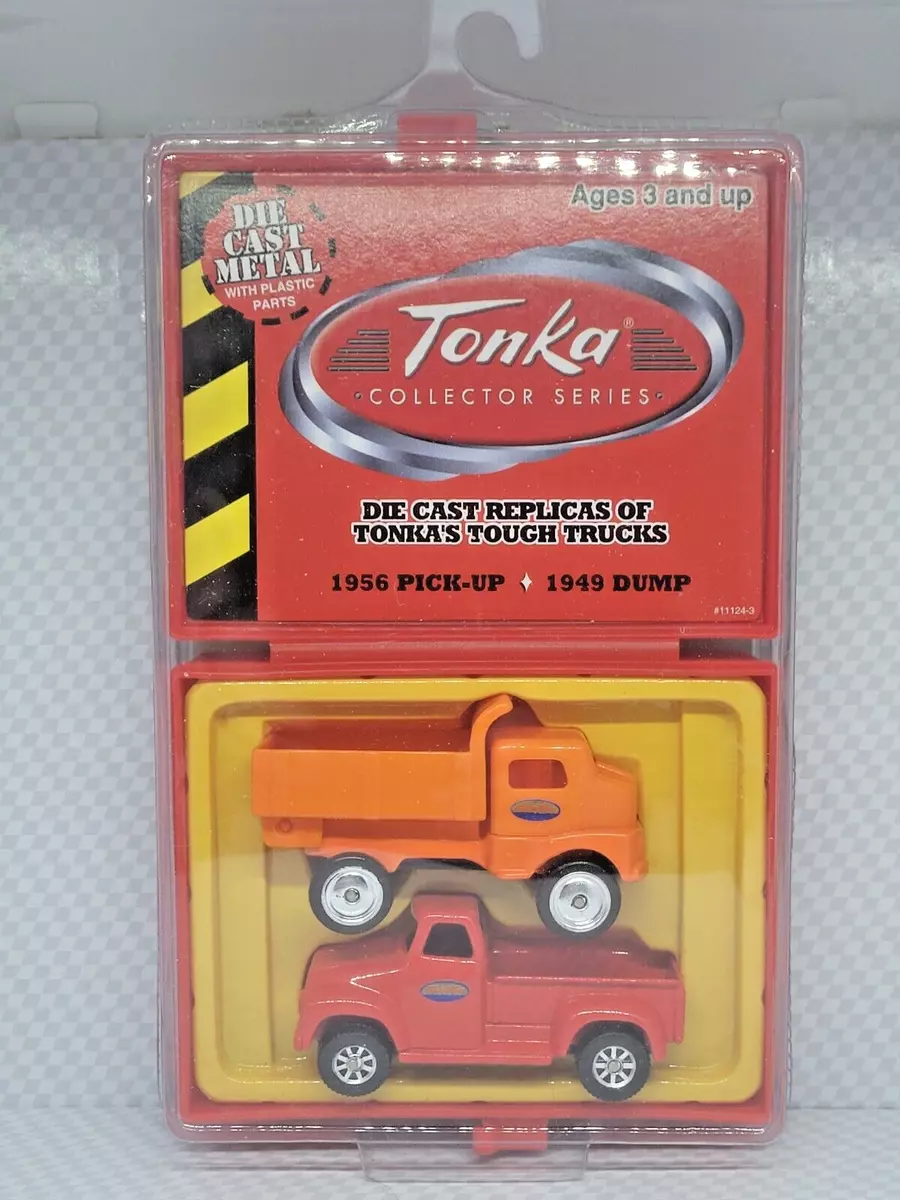 Ages 3 and up
DIE
CAST
METAL
WITH PLASTIC
PARTS
Tonka®
·COLLECTOR SERIES·
DIE CAST REPLICAS OF
TONKA'S TOUGH TRUCKS
1956 PICK-UP ✦ 1949 DUMP
#11124-3